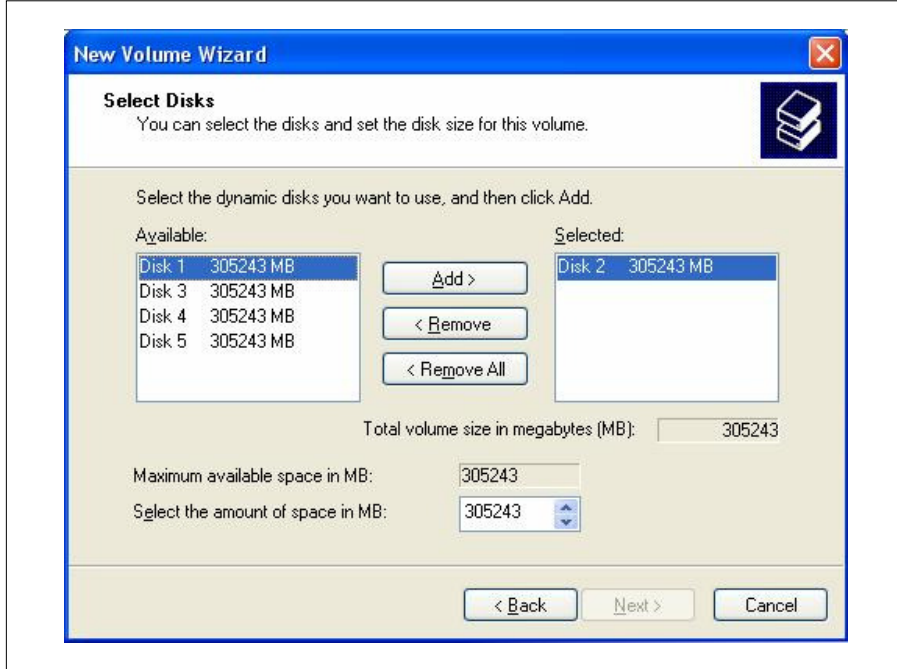 New Volume Wizard
Select Disks
You can select the disks and set the disk size for this volume.
Select the dynamic disks you want to use, and then click Add.
Available:
Disk 1 305243 MB
Disk 3 305243 MB
Disk 4 305243 MB
Disk 5 305243 MB
Add >
< Remove
< Remove All
Selected:
Disk 2 305243 MB
Total volume size in megabytes (MB): 305243
Maximum available space in MB: 305243
Select the amount of space in MB: 305243
< Back Next > Cancel